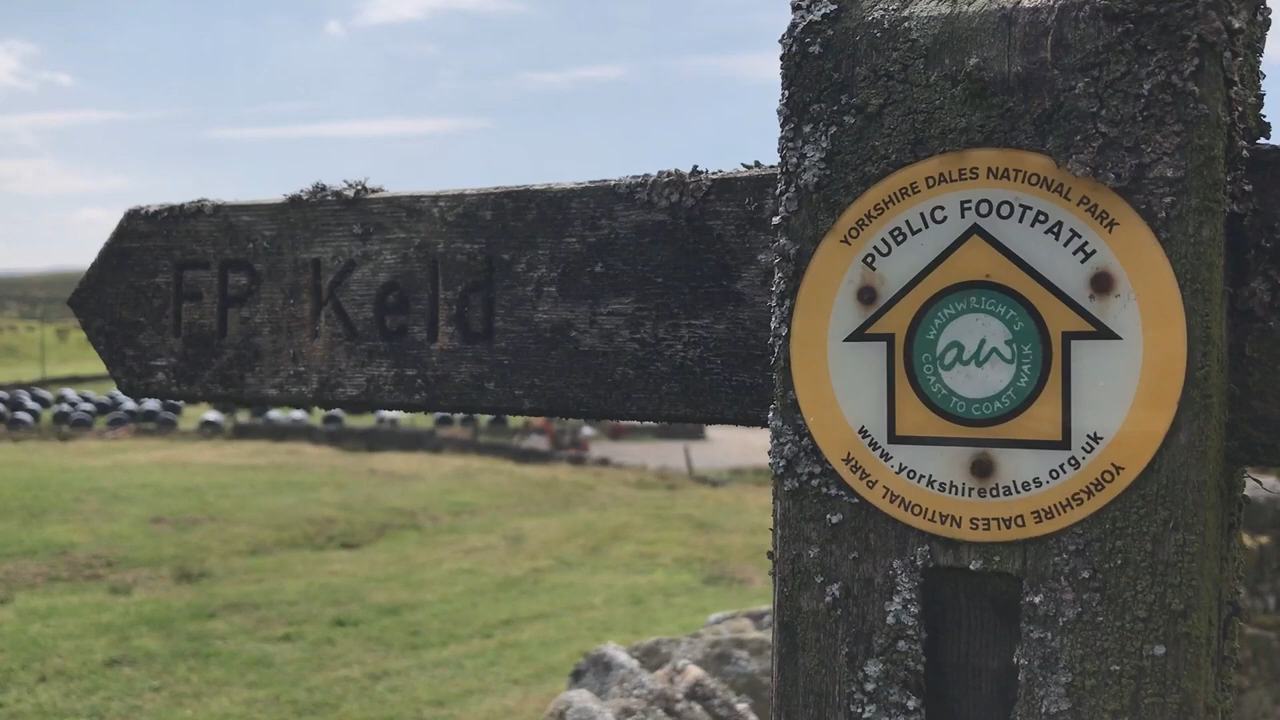 FP Keld
YORKSHIRE DALES NATIONAL PARK
PUBLIC FOOTPATH
WAINWRIGHT'S
aw
COAST TO COAST WALK
www.yorkshiredales.org.uk
YORKSHIRE DALES NATIONAL PARK